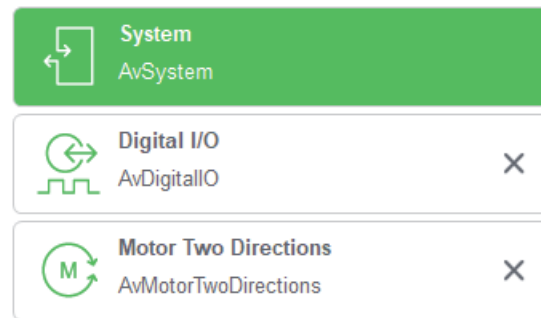 System
AvSystem
Digital I/O
AvDigitalIO
M
Motor Two Directions
AvMotorTwoDirections